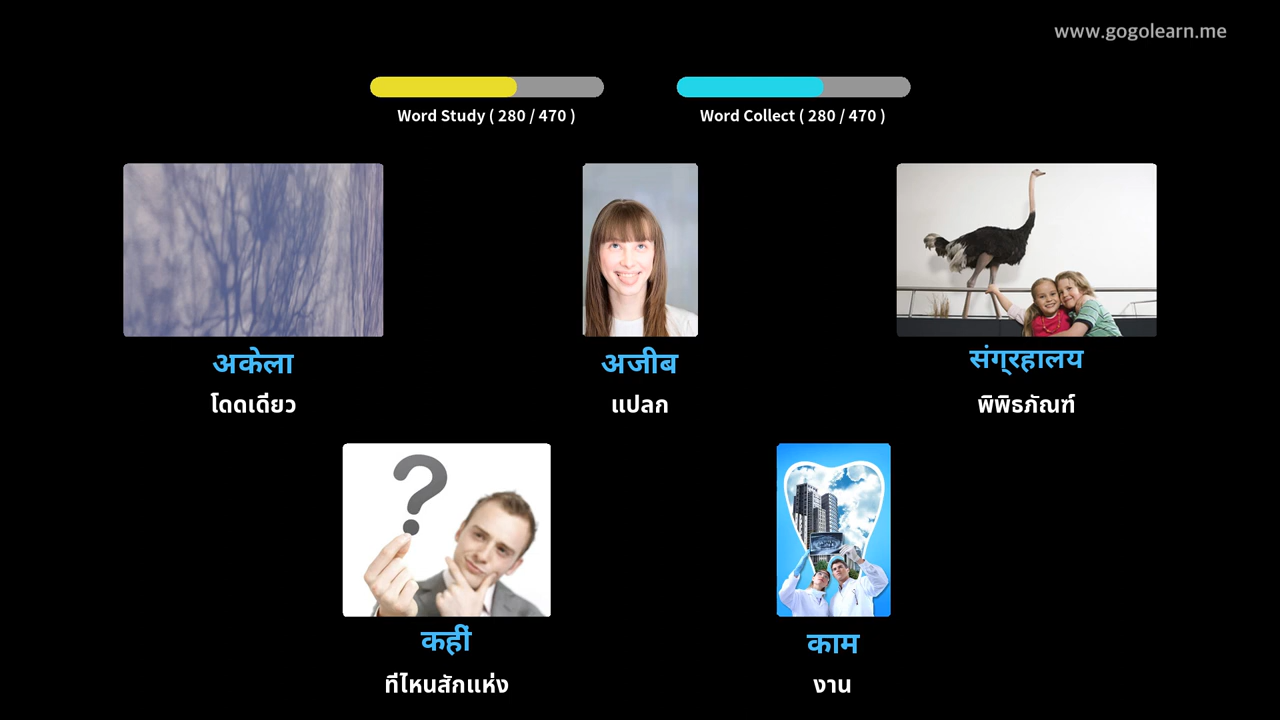 www.gogolearn.me
Word Study ( 280 / 470 )
Word Collect ( 280 / 470 )
अकेला
โดดเดี่ยว
अजीब
แปลก
संग्रहालय
พิพิธภัณฑ์
कहीं
ที่ไหนสักแห่ง
काम
งาน